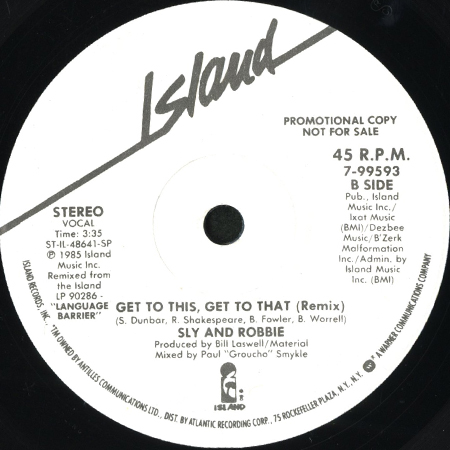 Island
PROMOTIONAL COPY
NOT FOR SALE
45 R.P.M.
7-99593
B SIDE
Pub., Island
Music Inc./
Ixat Music
(BMI)/Dezbee
Music/B'Zerk
Malformation
Inc./Admin. by
Island Music
Inc. (BMI)
STEREO
VOCAL
Time: 3:35
ST-IL-48641-SP
℗ 1985 Island
Music Inc.
Remixed from
the Island
LP 90286 -
"LANGUAGE
BARRIER"
GET TO THIS, GET TO THAT (Remix)
(S. Dunbar, R. Shakespeare, B. Fowler, B. Worrell)
SLY AND ROBBIE
Produced by Bill Laswell/Material
Mixed by Paul "Groucho" Smykle
ISLAND
ISLAND RECORDS, INC., *T.M. OWNED BY ANTILLES COMMUNICATIONS LTD., DIST. BY ATLANTIC RECORDING CORP., 75 ROCKEFELLER PLAZA, N.Y., N.Y. A WARNER COMMUNICATIONS COMPANY